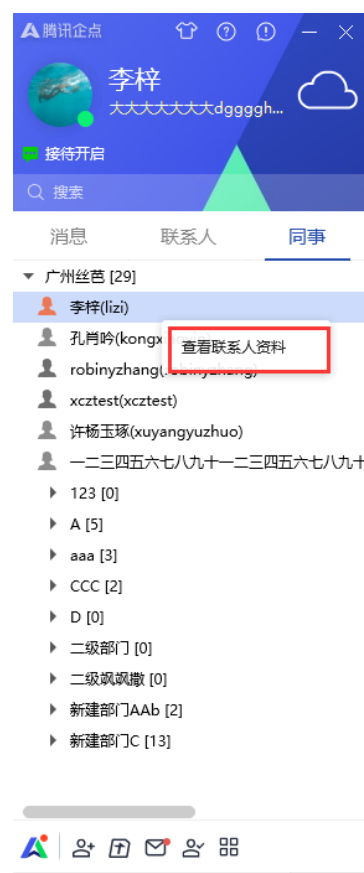 腾讯企点
李梓
大大大大大大大dggggh...
接待开启
搜索
消息 联系人 同事
广州丝芭 [29]
李梓(lizi)
孔肖吟(kongx
查看联系人资料
robinyzhang(robinyzhang)
xcztest(xcztest)
许杨玉琢(xuyangyuzhuo)
一二三四五六七八九十一二三四五六七八九十
123 [0]
A [5]
aaa [3]
CCC [2]
D [0]
二级部门 [0]
二级飒飒撒 [0]
新建部门AAb [2]
新建部门C [13]